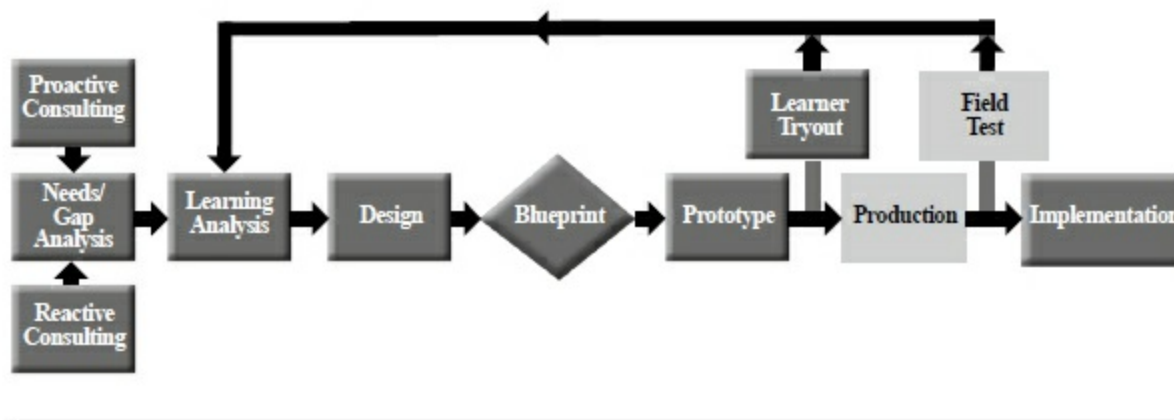 Proactive
Consulting
Learner
Tryout
Field
Test
Needs/
Gap
Analysis
Learning
Analysis
Design
Blueprint
Prototype
Production
Implementation
Reactive
Consulting